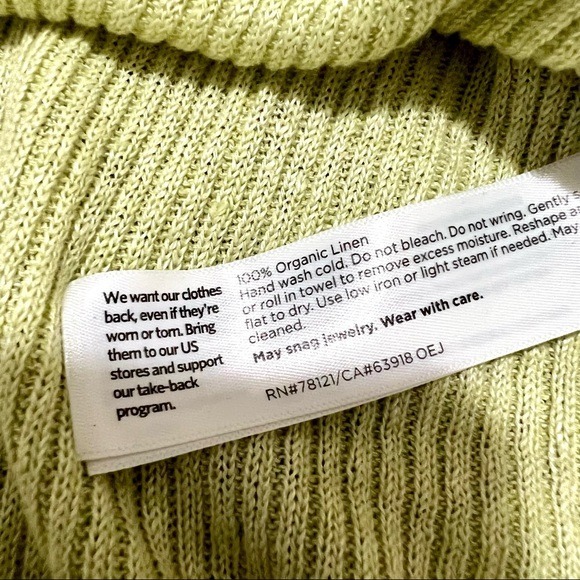 We want our clothes
back, even if they're
worn or torn. Bring
them to our US
stores and support
our take-back
program.
100% Organic Linen
Hand wash cold. Do not bleach. Do not wring. Gently
or roll in towel to remove excess moisture. Reshape
flat to dry. Use low iron or light steam if needed. May
cleaned.
May snag jewelry. Wear with care.
RN#78121/CA#63918 OEJ